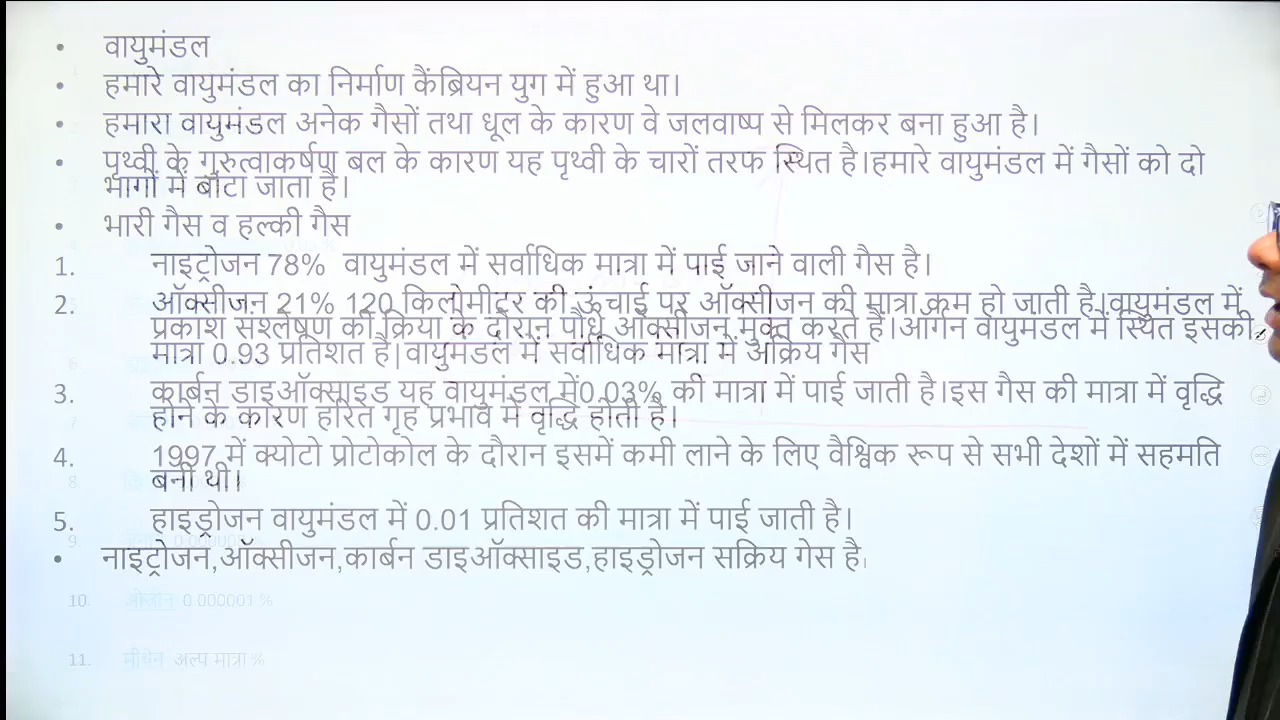 • वायुमंडल
• हमारे वायुमंडल का निर्माण कैंब्रियन युग में हुआ था।
• हमारा वायुमंडल अनेक गैसों तथा धूल के कारण वे जलवाष्प से मिलकर बना हुआ है।
• पृथ्वी के गुरुत्वाकर्षण बल के कारण यह पृथ्वी के चारों तरफ स्थित है।हमारे वायुमंडल में गैसों को दो
भागों में बाँटा जाता है।
• भारी गैस व हल्की गैस
1. नाइट्रोजन 78% वायुमंडल में सर्वाधिक मात्रा में पाई जाने वाली गैस है।
2. ऑक्सीजन 21% 120 किलोमीटर की ऊंचाई पर ऑक्सीजन की मात्रा कम हो जाती है।वायुमंडल में
प्रकाश संश्लेषण की क्रिया के दौरान पौधे ऑक्सीजन मुक्त करते हैं।आर्गन वायुमंडल में स्थित इसकी
मात्रा 0.93 प्रतिशत है।वायुमंडल में सर्वाधिक मात्रा में अक्रिय गैस
3. कार्बन डाइऑक्साइड यह वायुमंडल में0.03% की मात्रा में पाई जाती है।इस गैस की मात्रा में वृद्धि
होने के कारण हरित गृह प्रभाव में वृद्धि होती है।
4. 1997 में क्योटो प्रोटोकोल के दौरान इसमें कमी लाने के लिए वैश्विक रूप से सभी देशों में सहमति
बनी थी।
8
5. हाइड्रोजन वायुमंडल में 0.01 प्रतिशत की मात्रा में पाई जाती है।
9.
• नाइट्रोजन,ऑक्सीजन,कार्बन डाइऑक्साइड,हाइड्रोजन सक्रिय गेस है।
10. ओजोन 0.000001 %
11. मीथेन अल्प मात्रा %